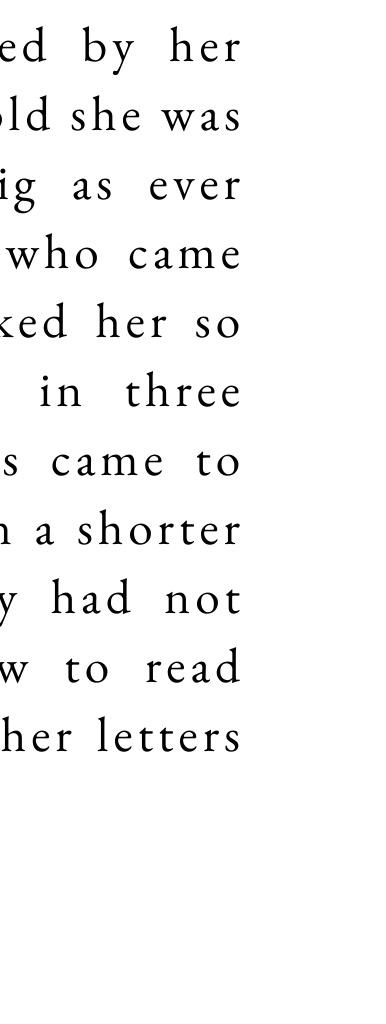 ed by her
old she was
ig as ever
who came
ked her so
in three
s came to
n a shorter
y had not
w to read
her letters